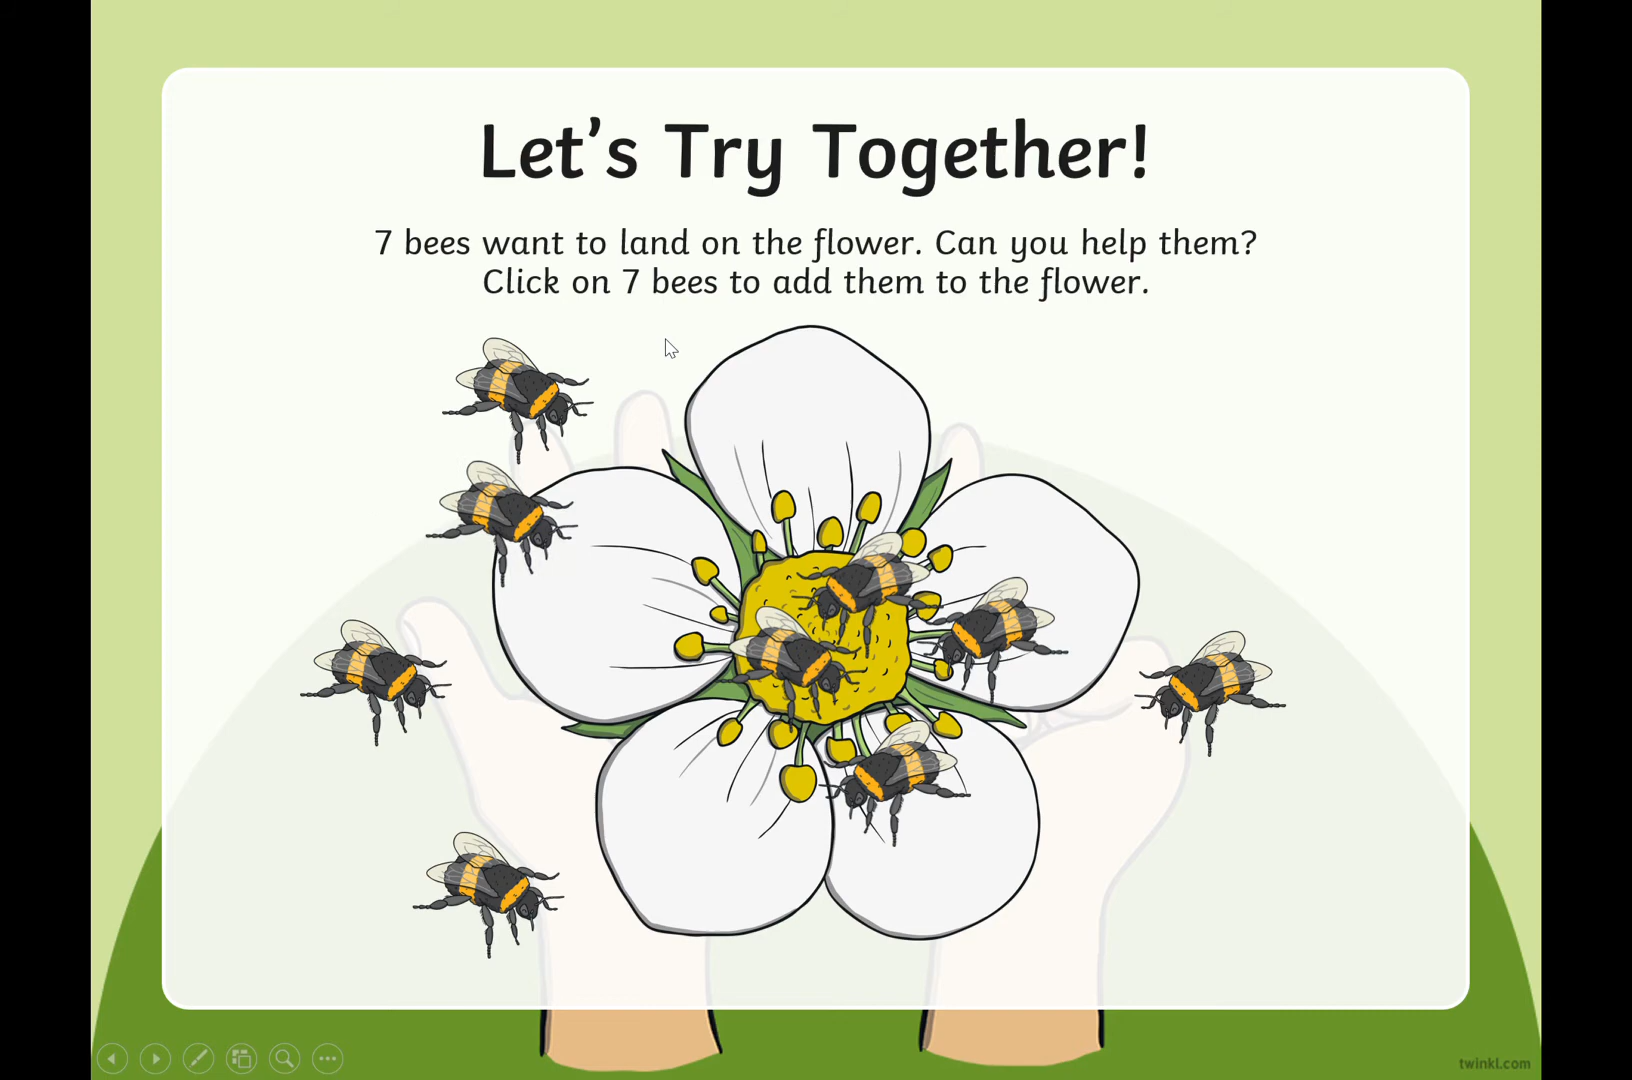 Let's Try Together!
7 bees want to land on the flower. Can you help them?
Click on 7 bees to add them to the flower.
twinkl.com